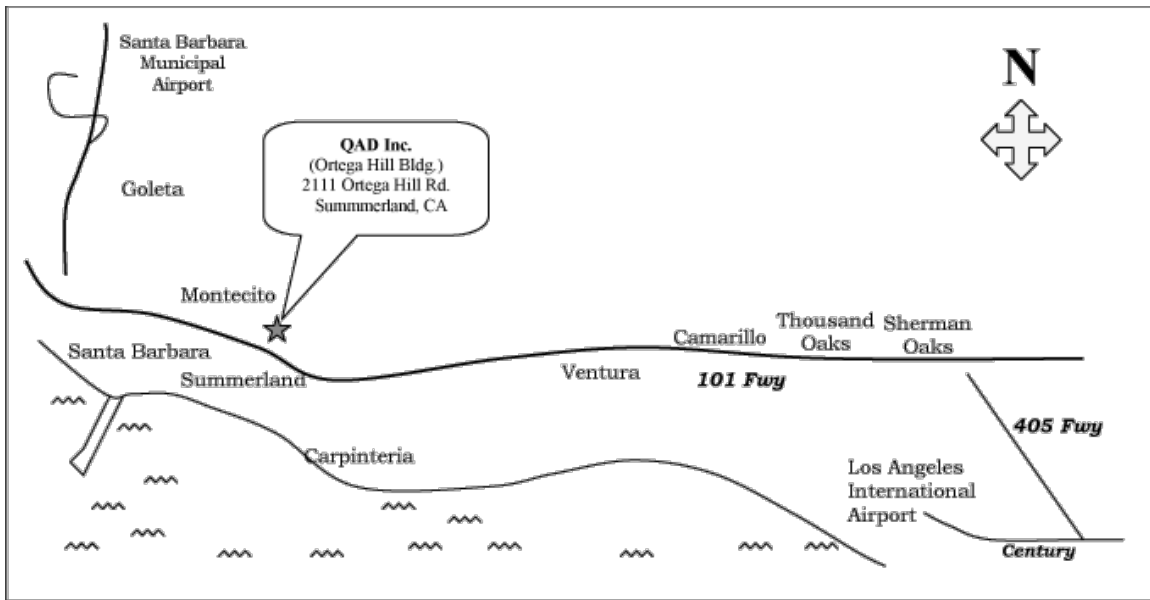 Santa Barbara
Municipal
Airport
N
QAD Inc.
(Ortega Hill Bldg.)
2111 Ortega Hill Rd.
Summmerland, CA
Goleta
Montecito
Santa Barbara
Summerland
Camarillo
Thousand
Oaks
Sherman
Oaks
Ventura
101 Fwy
405 Fwy
Carpinteria
Los Angeles
International
Airport
Century